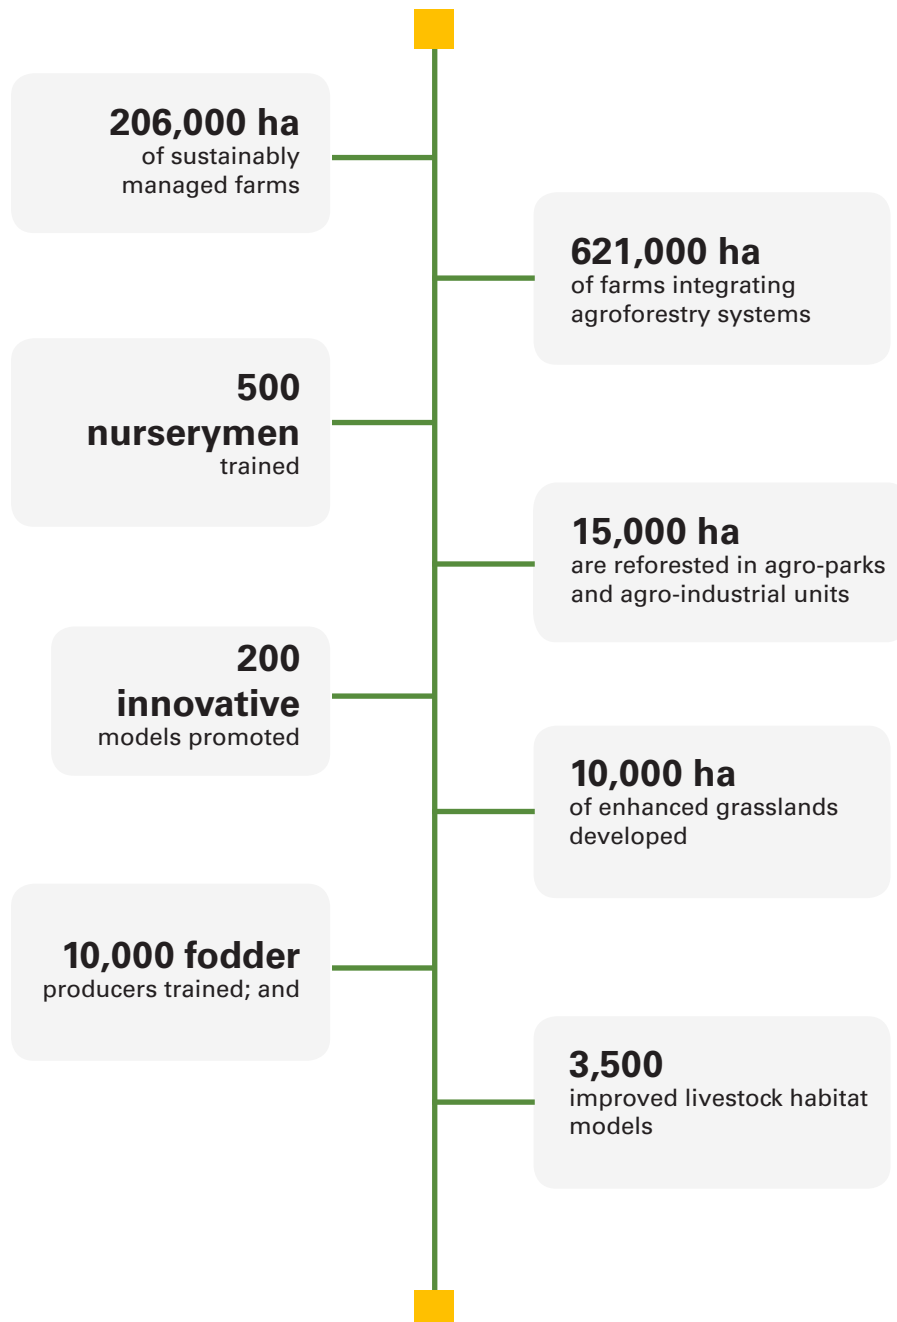 206,000 ha
of sustainably
managed farms
621,000 ha
of farms integrating
agroforestry systems
500
nurserymen
trained
15,000 ha
are reforested in agro-parks
and agro-industrial units
200
innovative
models promoted
10,000 ha
of enhanced grasslands
developed
10,000 fodder
producers trained; and
3,500
improved livestock habitat
models